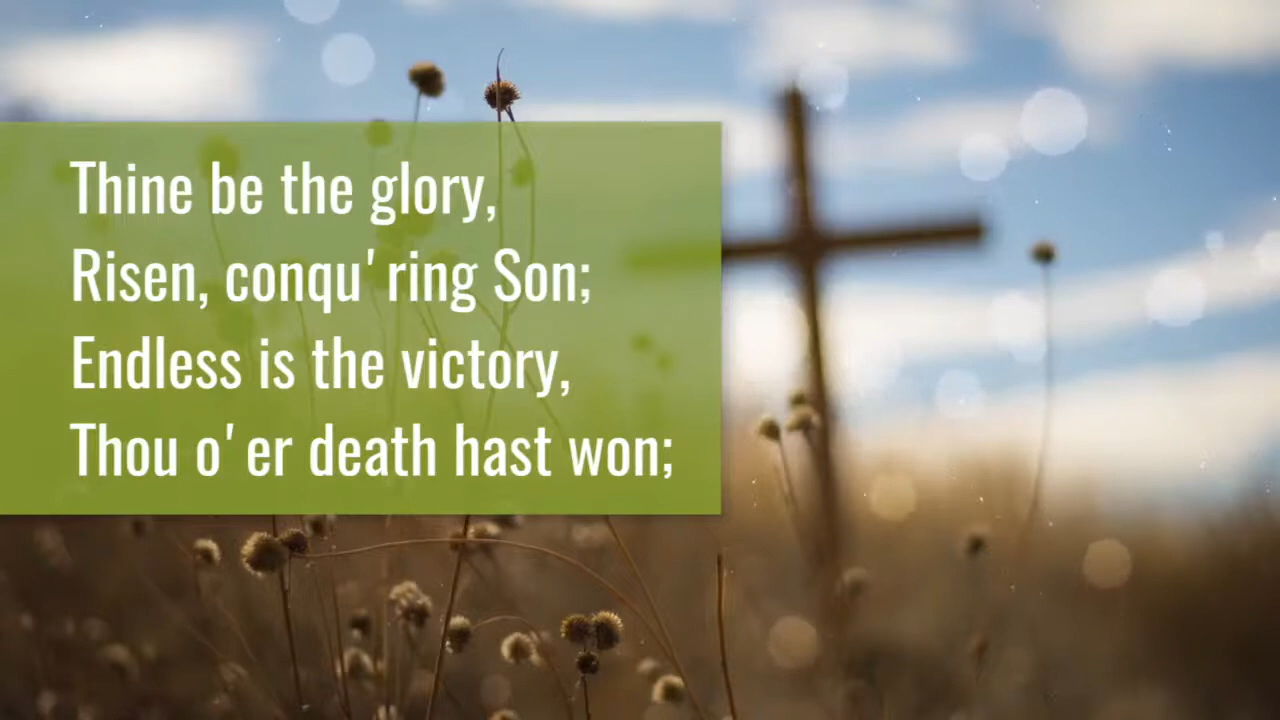 Thine be the glory,
Risen, conqu'ring Son;
Endless is the victory,
Thou o'er death hast won;